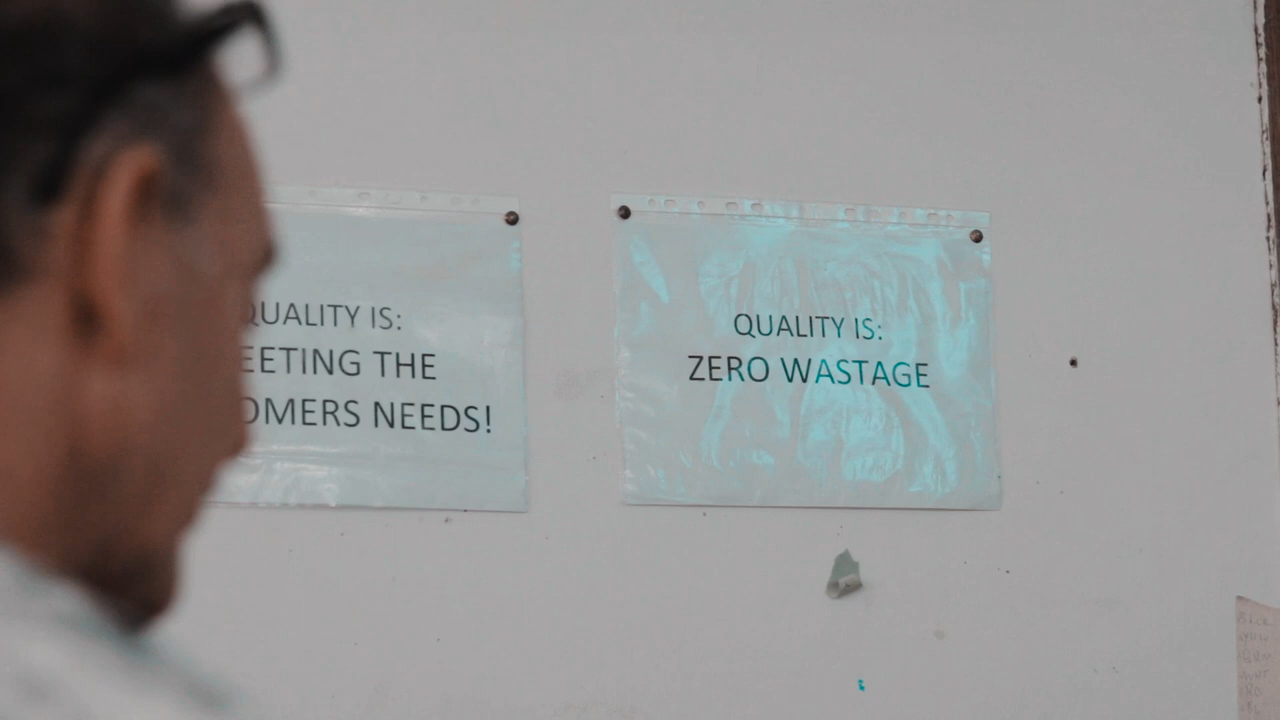 QUALITY IS:
EETING THE
OMERS NEEDS!
QUALITY IS:
ZERO WASTAGE